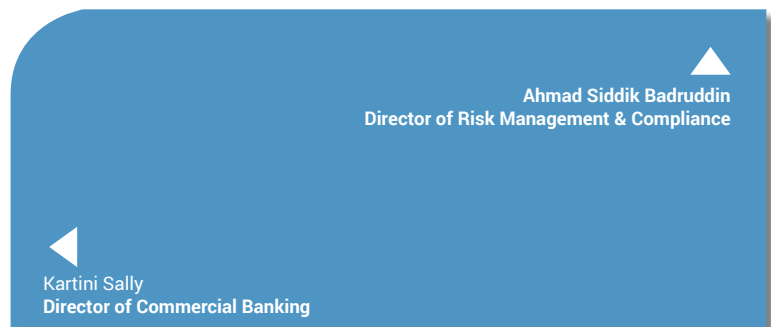 Ahmad Siddik Badruddin
Director of Risk Management & Compliance
Kartini Sally
Director of Commercial Banking